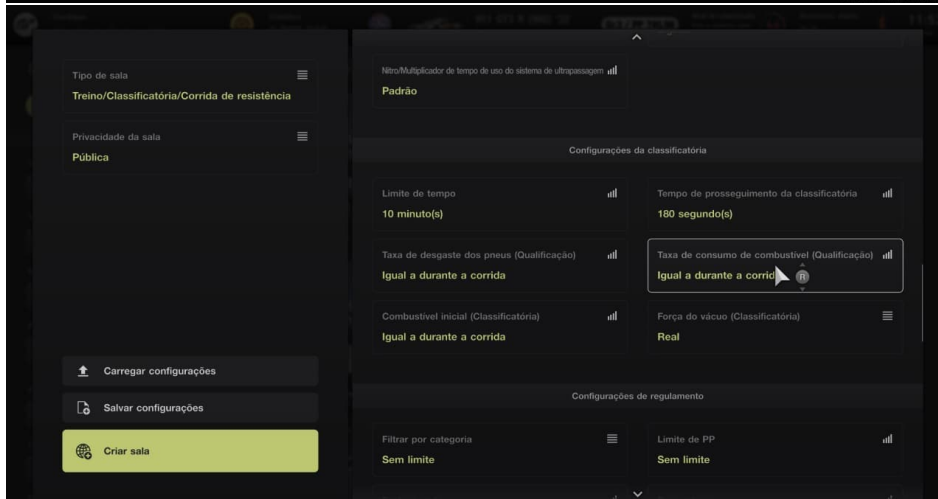 Tipo de sala
Treino/Classificatória/Corrida de resistência
Privacidade da sala
Pública
Carregar configurações
Salvar configurações
Criar sala
Nitro/Multiplicador de tempo de uso do sistema de ultrapassagem
Padrão
Configurações da classificatória
Limite de tempo
10 minuto(s)
Tempo de prosseguimento da classificatória
180 segundo(s)
Taxa de desgaste dos pneus (Qualificação)
Igual a durante a corrida
Taxa de consumo de combustível (Qualificação)
Igual a durante a corrida
R
Combustível inicial (Classificatória)
Igual a durante a corrida
Força do vácuo (Classificatória)
Real
Configurações de regulamento
Filtrar por categoria
Sem limite
Limite de PP
Sem limite